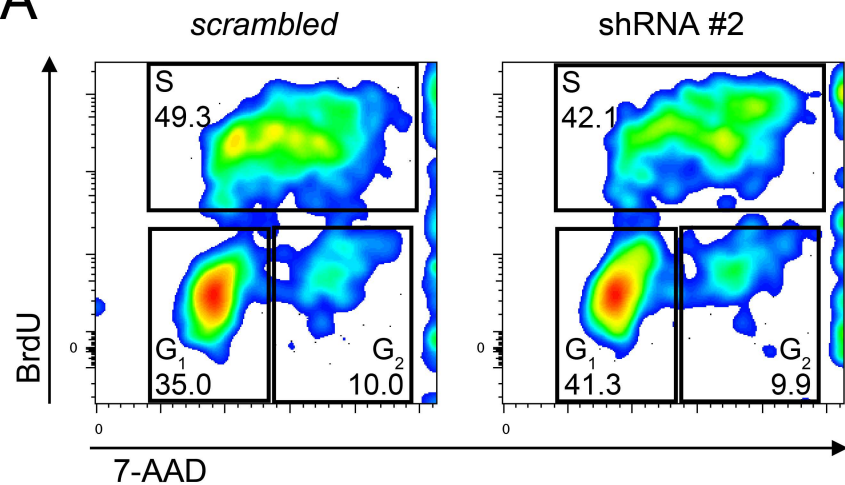 A
scrambled
shRNA #2
S
49.3
S
42.1
BrdU
0
G1
35.0
G2
10.0
0
G1
41.3
G2
9.9
0
0
7-AAD